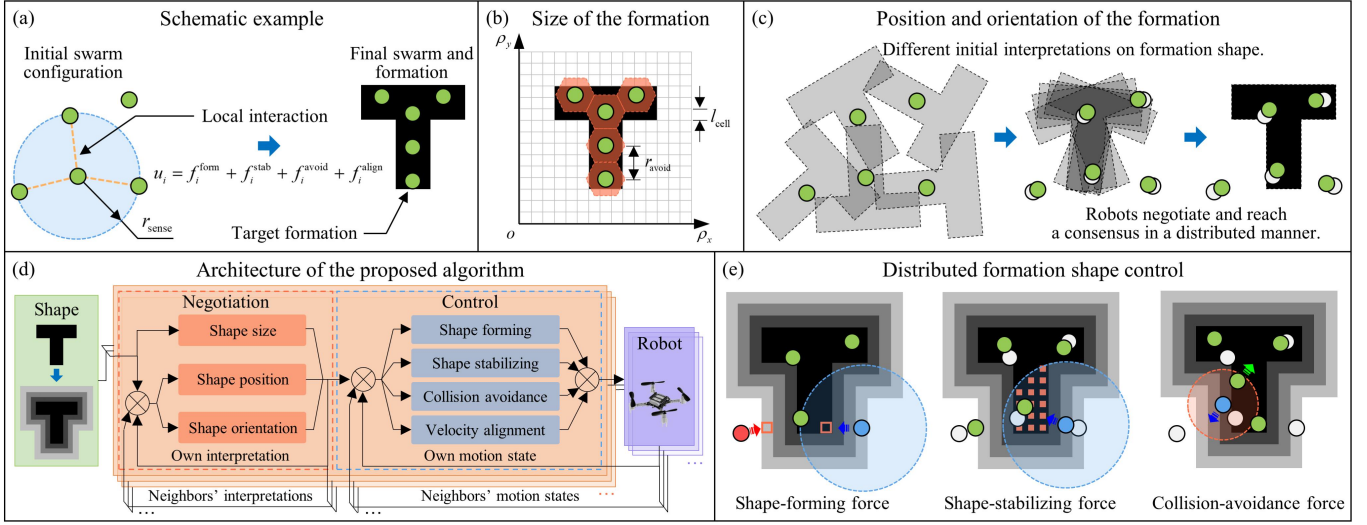 (a)
Schematic example
Initial swarm
configuration
Final swarm and
formation
Local interaction
u_i = f_i^form + f_i^stab + f_i^avoid + f_i^align
r_sense
Target formation
(b)
Size of the formation
ρ_y
l_cell
r_avoid
o
ρ_x
(c)
Position and orientation of the formation
Different initial interpretations on formation shape.
Robots negotiate and reach
a consensus in a distributed manner.
(d)
Architecture of the proposed algorithm
Shape
Negotiation
Shape size
Shape position
Shape orientation
Own interpretation
Neighbors' interpretations
...
Control
Shape forming
Shape stabilizing
Collision avoidance
Velocity alignment
Own motion state
Neighbors' motion states
...
...
Robot
...
(e)
Distributed formation shape control
Shape-forming force
Shape-stabilizing force
Collision-avoidance force